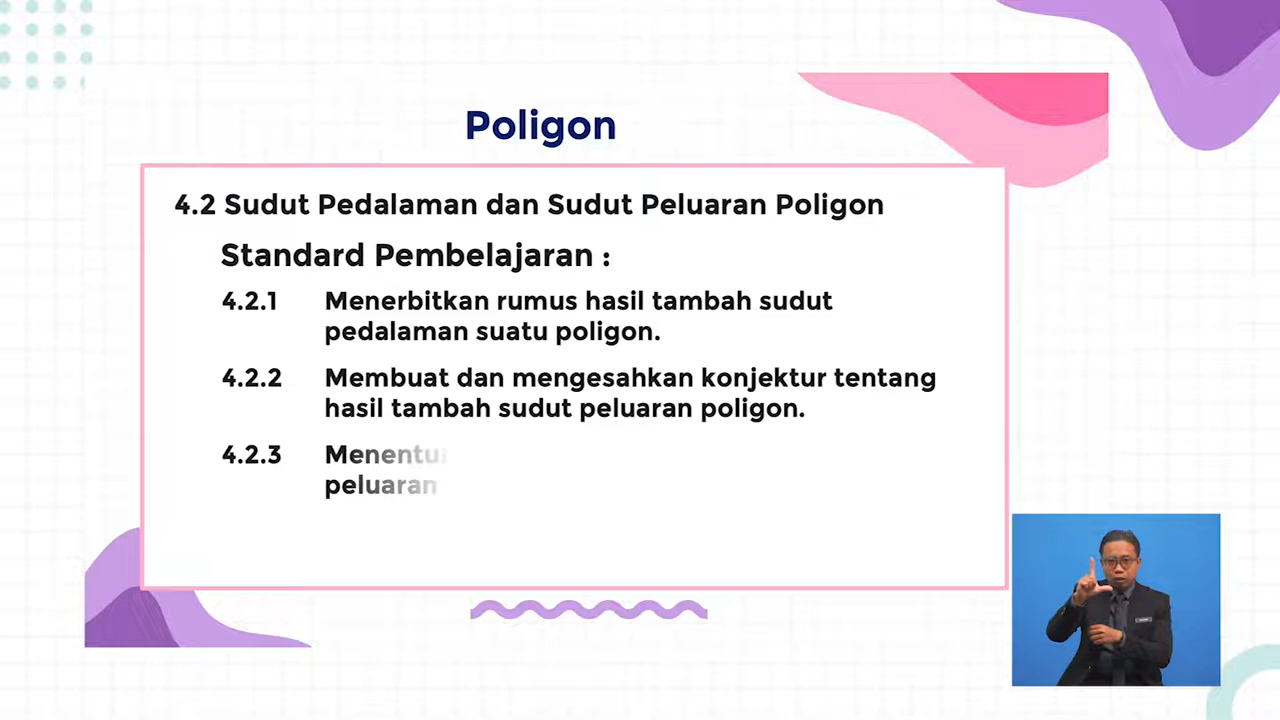 Poligon
4.2 Sudut Pedalaman dan Sudut Peluaran Poligon
Standard Pembelajaran :
4.2.1 Menerbitkan rumus hasil tambah sudut
pedalaman suatu poligon.
4.2.2 Membuat dan mengesahkan konjektur tentang
hasil tambah sudut peluaran poligon.
4.2.3
peluaran